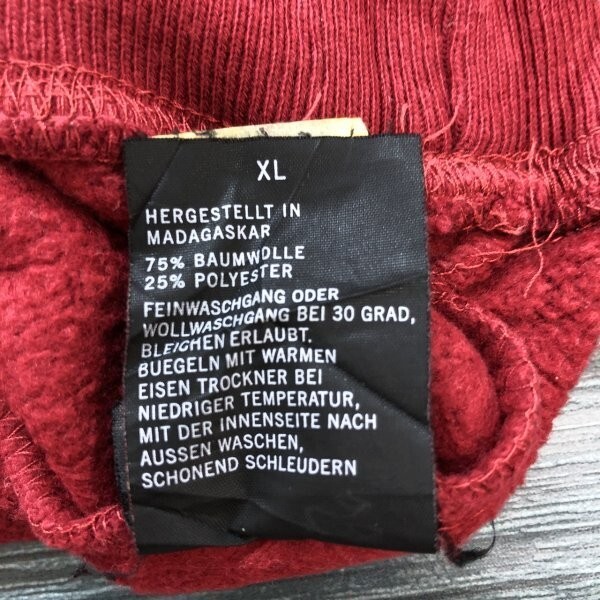 XL
HERGESTELLT IN
MADAGASKAR
75% BAUMWOLLE
25% POLYESTER
FEINWASCHGANG ODER
WOLLWASCHGANG BEI 30 GRAD,
BLEICHEN ERLAUBT.
BUEGELN MIT WARMEN
EISEN TROCKNER BEI
NIEDRIGER TEMPERATUR,
MIT DER INNENSEITE NACH
AUSSEN WASCHEN,
SCHONEND SCHLEUDERN